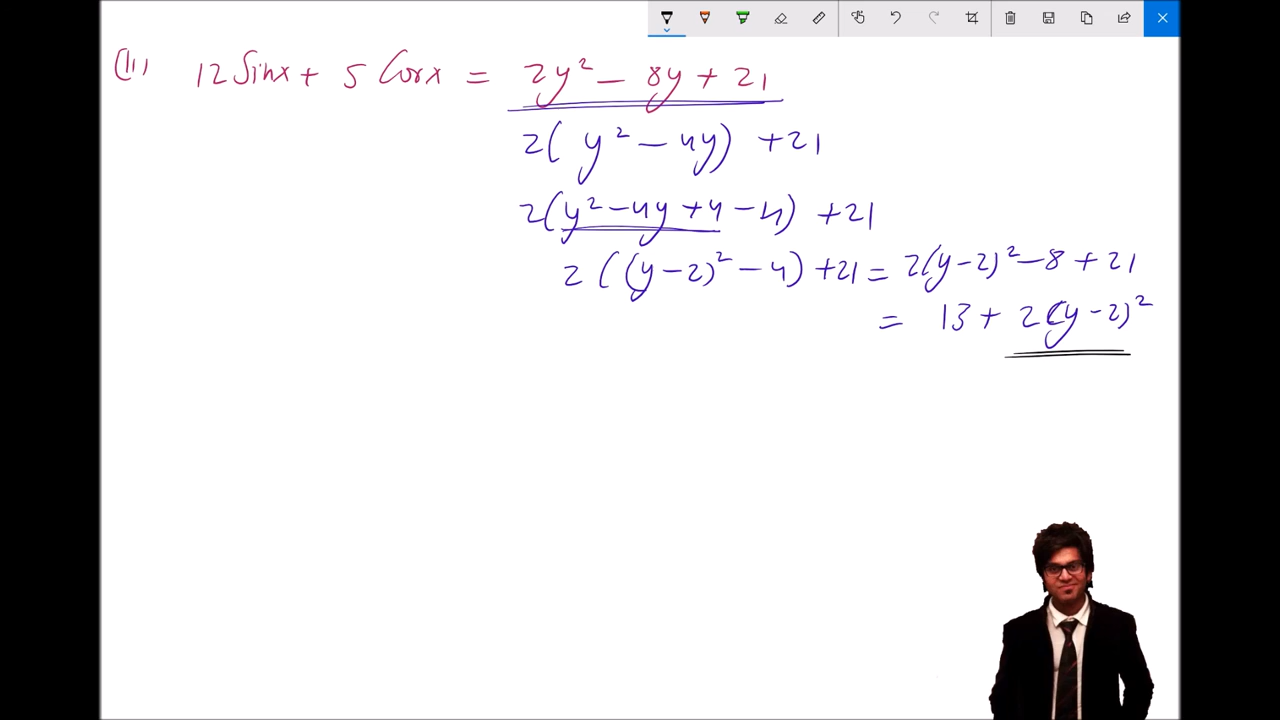 (ii) 12 Sinx + 5 Cosx = 2y² − 8y + 21
2( y² − 4y) + 21
2(y² − 4y + 4 − 4) + 21
2 ((y − 2)² − 4) + 21 = 2(y − 2)² − 8 + 21
= 13 + 2(y − 2)²